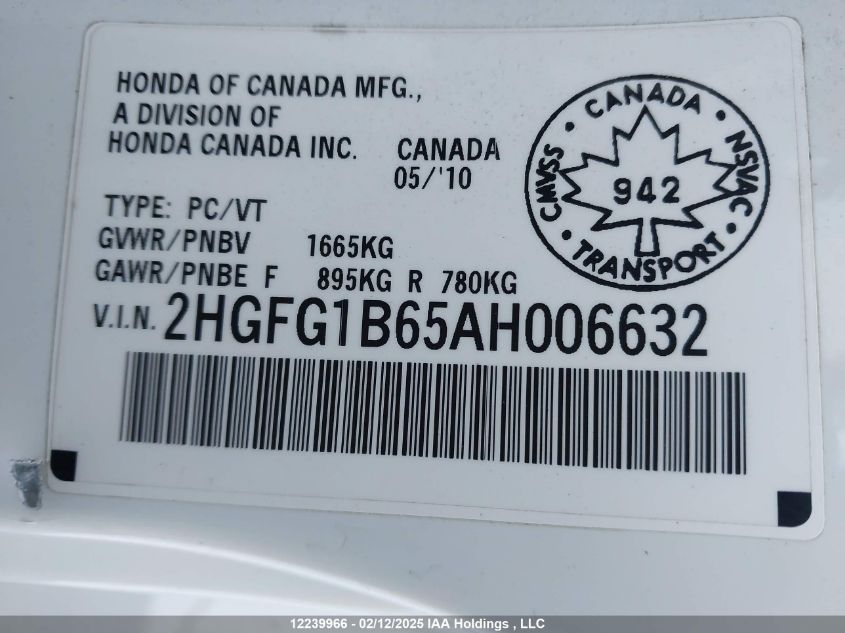 HONDA OF CANADA MFG.,
A DIVISION OF
HONDA CANADA INC. CANADA
05/'10
TYPE: PC/VT
GVWR/PNBV 1665KG
GAWR/PNBE F 895KG R 780KG
V.I.N. 2HGFG1B65AH006632
CANADA
CMVSS • NSVAC
942
TRANSPORT
12239966 - 02/12/2025 IAA Holdings , LLC